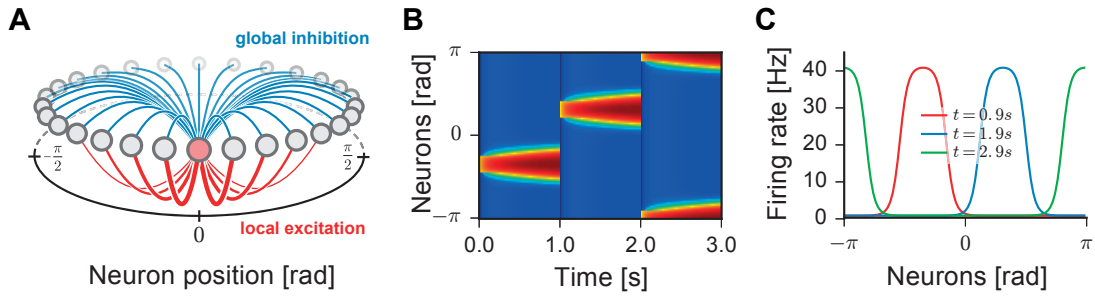 A
global inhibition
-π/2
π/2
0
local excitation
Neuron position [rad]
B
Neurons [rad]
π
0
-π
0.0 1.0 2.0 3.0
Time [s]
C
Firing rate [Hz]
40
30
20
10
0
t = 0.9s
t = 1.9s
t = 2.9s
-π 0 π
Neurons [rad]